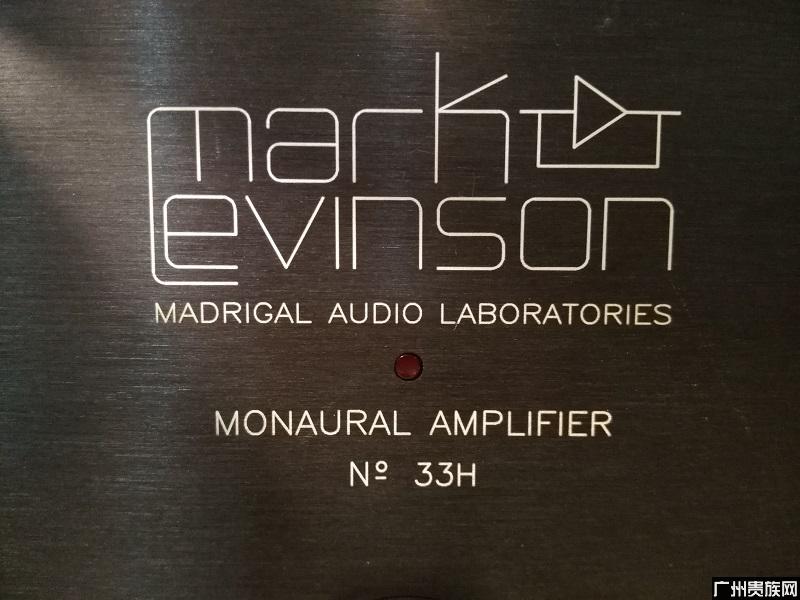 mark
Levinson
MADRIGAL AUDIO LABORATORIES
MONAURAL AMPLIFIER
Nº 33H
广州贵族网